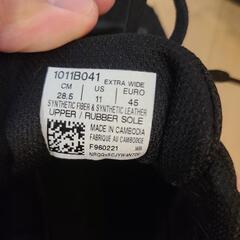 1011B041 EXTRA WIDE
CM US EURO
28.5 11 45
SYNTHETIC FIBER & SYNTHETIC LEATHER
UPPER / RUBBER SOLE
MADE IN CAMBODIA
FABRIQUE AU CAMBODGE
F960221